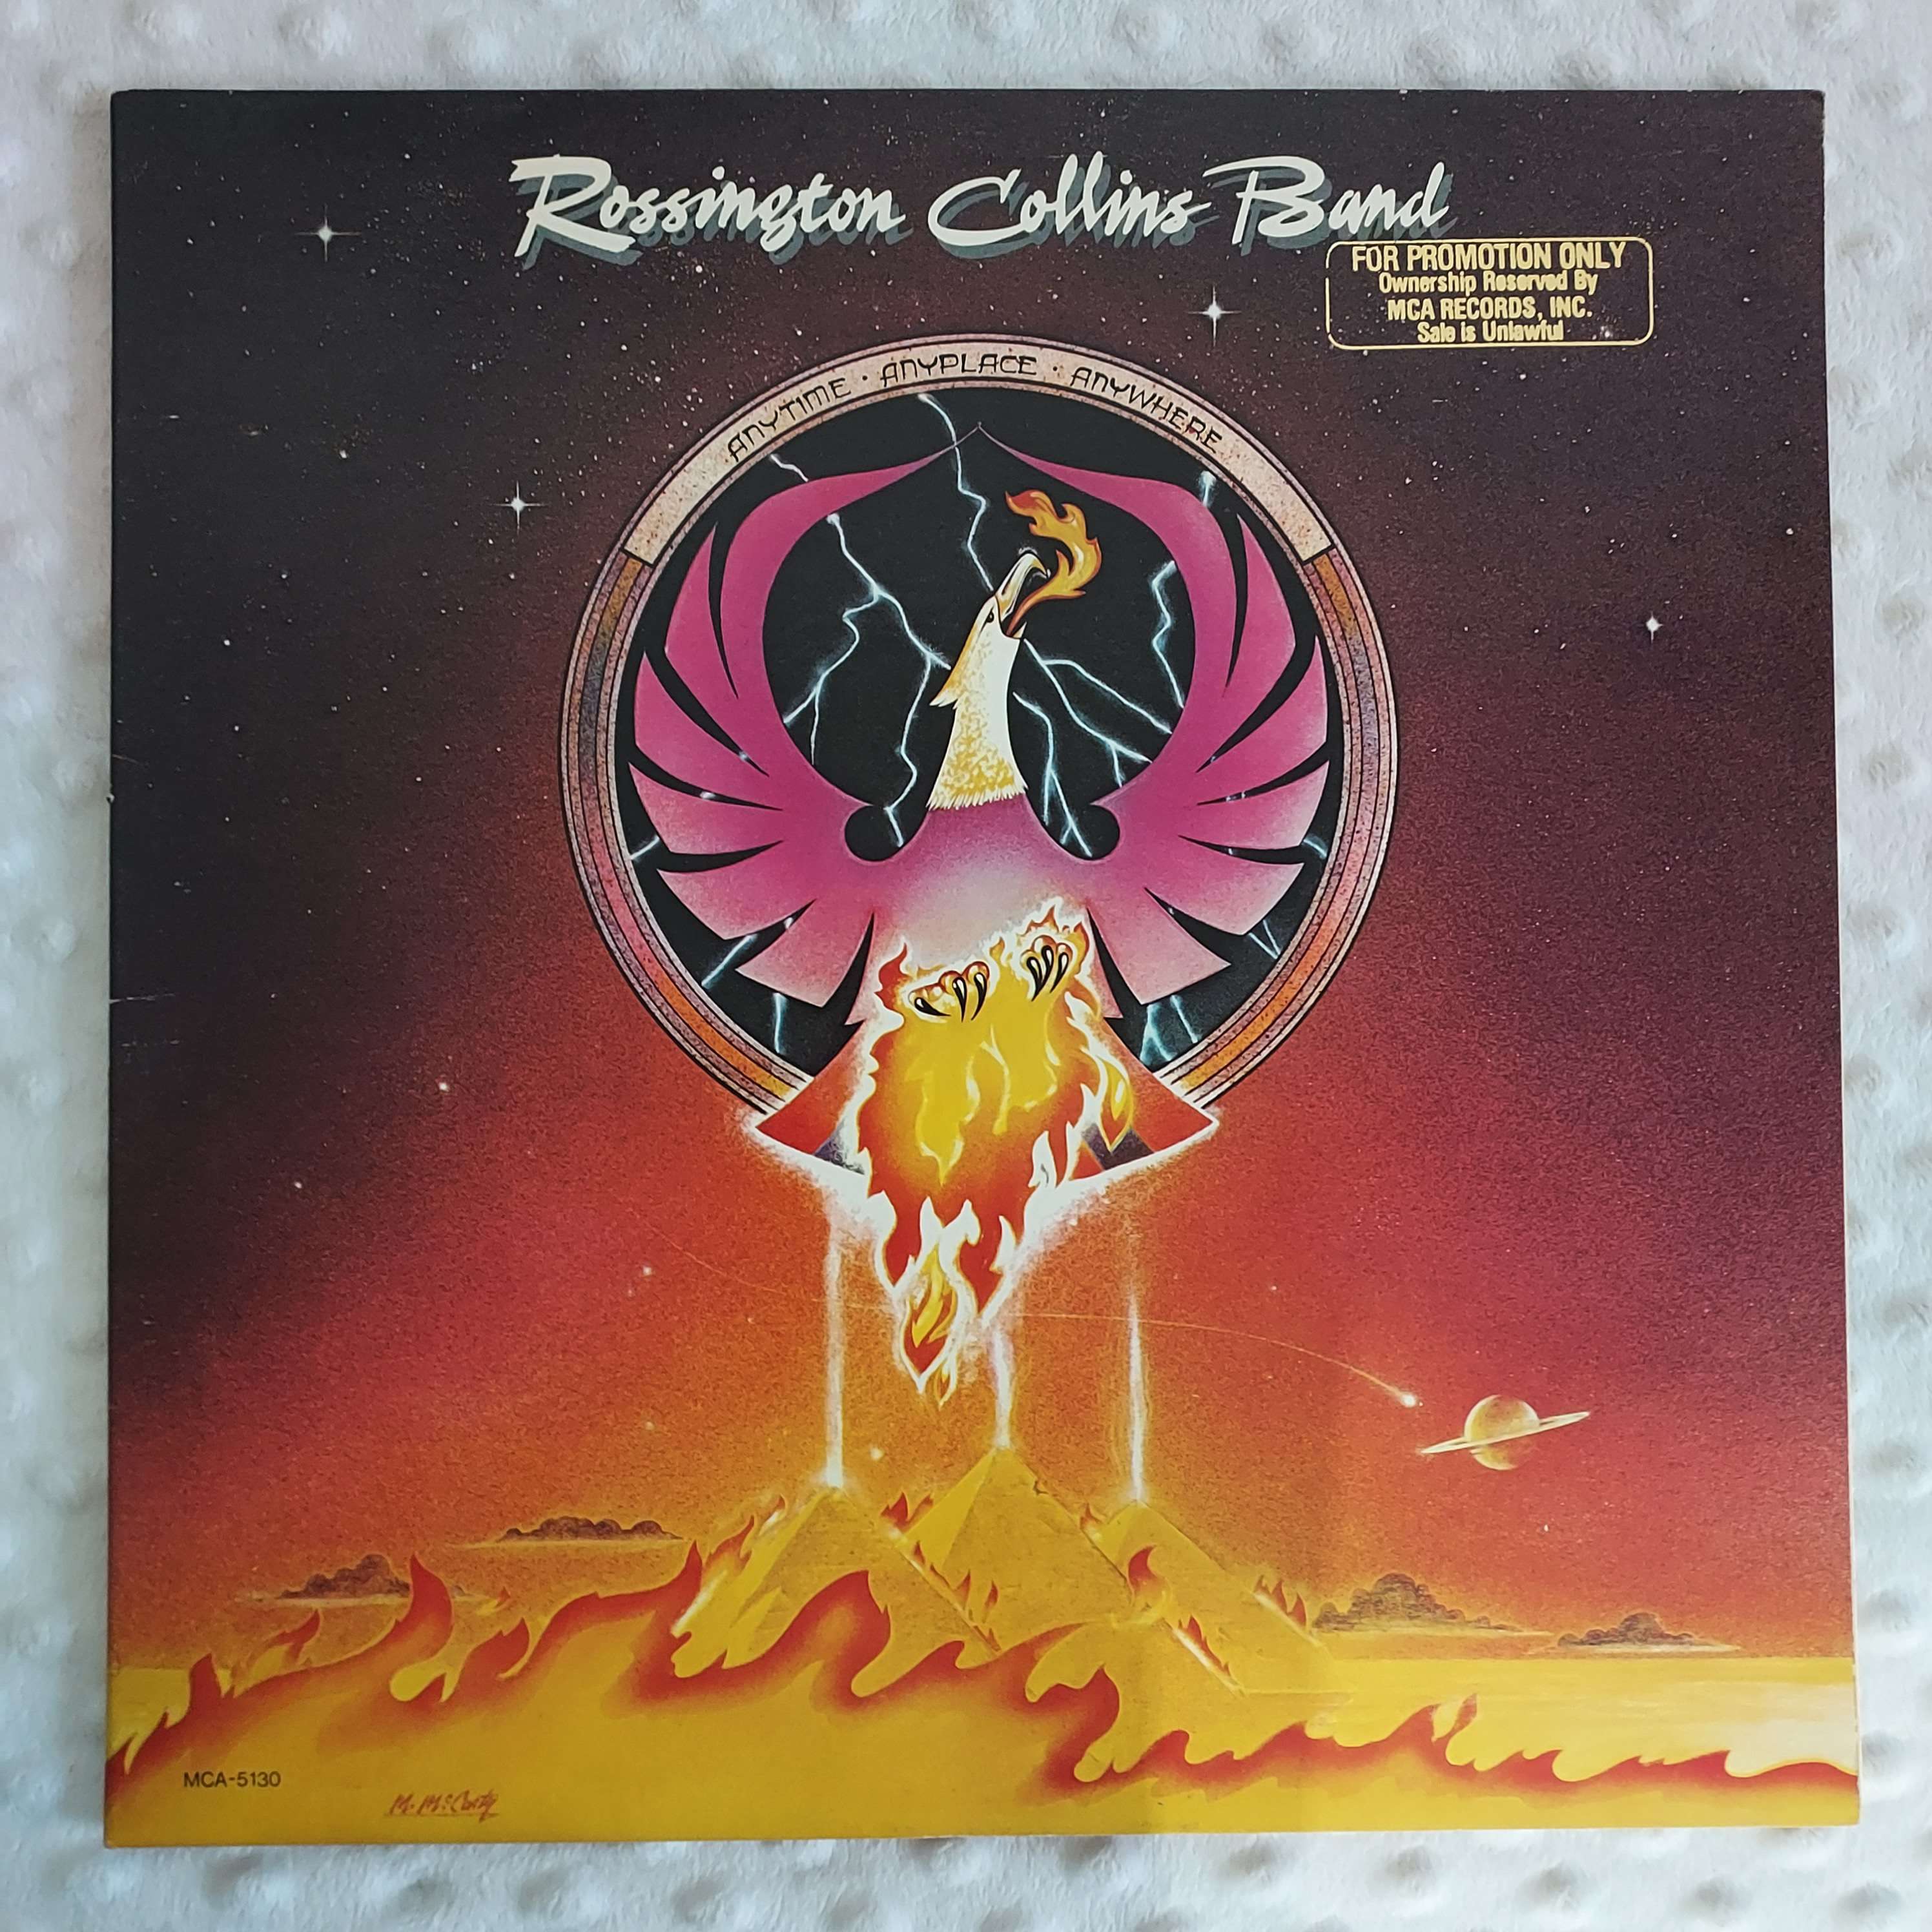 Rossington Collins Band
FOR PROMOTION ONLY
Ownership Reserved By
MCA RECORDS, INC.
Sale is Unlawful
ANYTIME · ANYPLACE · ANYWHERE
MCA-5130
M. McCarty